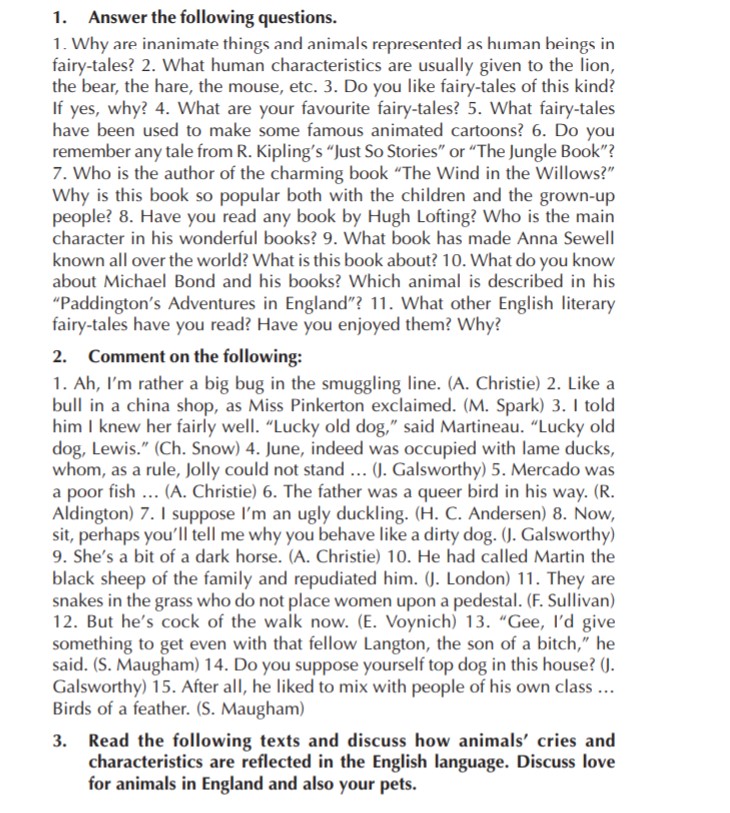 1. Answer the following questions.
1. Why are inanimate things and animals represented as human beings in
fairy-tales? 2. What human characteristics are usually given to the lion,
the bear, the hare, the mouse, etc. 3. Do you like fairy-tales of this kind?
If yes, why? 4. What are your favourite fairy-tales? 5. What fairy-tales
have been used to make some famous animated cartoons? 6. Do you
remember any tale from R. Kipling's “Just So Stories” or “The Jungle Book”?
7. Who is the author of the charming book “The Wind in the Willows?”
Why is this book so popular both with the children and the grown-up
people? 8. Have you read any book by Hugh Lofting? Who is the main
character in his wonderful books? 9. What book has made Anna Sewell
known all over the world? What is this book about? 10. What do you know
about Michael Bond and his books? Which animal is described in his
“Paddington's Adventures in England”? 11. What other English literary
fairy-tales have you read? Have you enjoyed them? Why?
2. Comment on the following:
1. Ah, I'm rather a big bug in the smuggling line. (A. Christie) 2. Like a
bull in a china shop, as Miss Pinkerton exclaimed. (M. Spark) 3. I told
him I knew her fairly well. “Lucky old dog,” said Martineau. “Lucky old
dog, Lewis.” (Ch. Snow) 4. June, indeed was occupied with lame ducks,
whom, as a rule, Jolly could not stand ... (J. Galsworthy) 5. Mercado was
a poor fish ... (A. Christie) 6. The father was a queer bird in his way. (R.
Aldington) 7. I suppose I'm an ugly duckling. (H. C. Andersen) 8. Now,
sit, perhaps you'll tell me why you behave like a dirty dog. (J. Galsworthy)
9. She's a bit of a dark horse. (A. Christie) 10. He had called Martin the
black sheep of the family and repudiated him. (J. London) 11. They are
snakes in the grass who do not place women upon a pedestal. (F. Sullivan)
12. But he's cock of the walk now. (E. Voynich) 13. “Gee, I'd give
something to get even with that fellow Langton, the son of a bitch,” he
said. (S. Maugham) 14. Do you suppose yourself top dog in this house? (J.
Galsworthy) 15. After all, he liked to mix with people of his own class ...
Birds of a feather. (S. Maugham)
3. Read the following texts and discuss how animals' cries and
characteristics are reflected in the English language. Discuss love
for animals in England and also your pets.